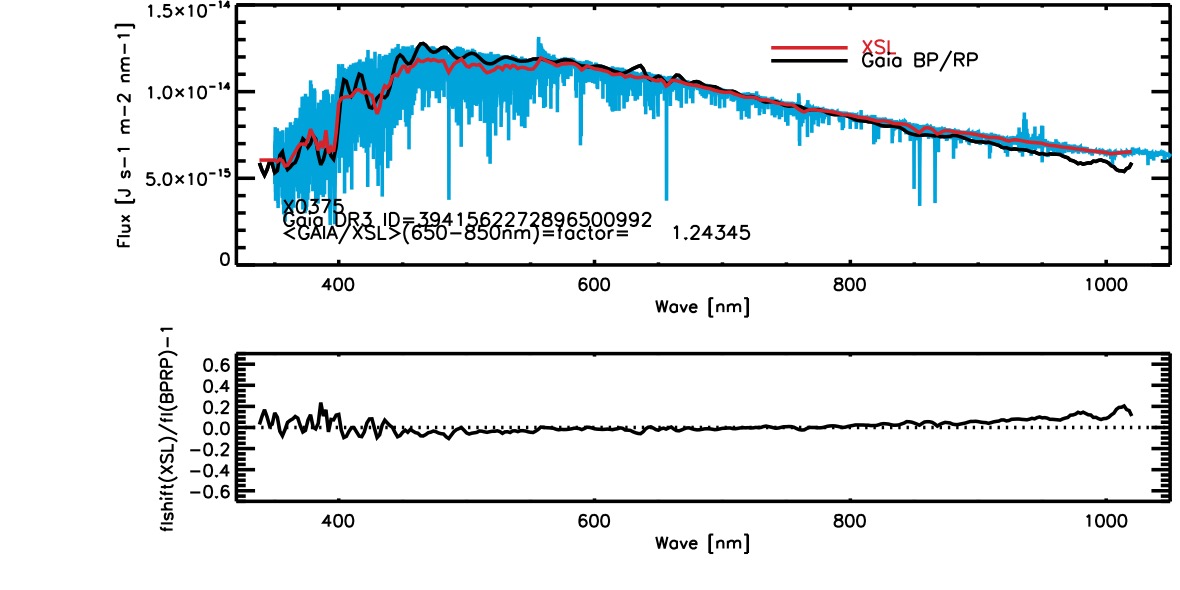 1.5×10−14
1.0×10−14
5.0×10−15
0
Flux [J s−1 m−2 nm−1]
XSL
Gaia BP/RP
X0375
Gaia DR3 ID=3941562272896500992
<GAIA/XSL>(650−850nm)=factor= 1.24345
400 600 800 1000
Wave [nm]
flshift(XSL)/fl(BPRP)−1
0.6
0.4
0.2
0.0
−0.2
−0.4
−0.6
400 600 800 1000
Wave [nm]